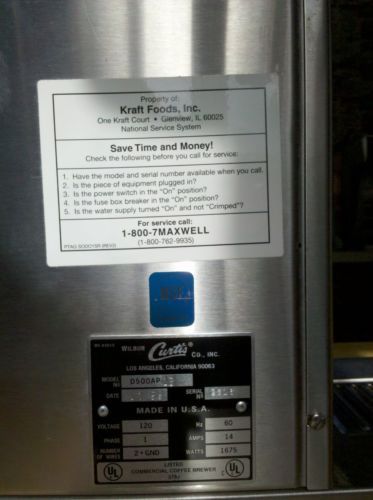 Property of:
Kraft Foods, Inc.
One Kraft Court • Glenview, IL 60025
National Service System
Save Time and Money!
Check the following before you call for service:
1. Have the model and serial number available when you call.
2. Is the piece of equipment plugged in?
3. Is the power switch in the "On" position?
4. Is the fuse box breaker in the "On" position?
5. Is the water supply turned "On" and not "Crimped"?
For service call:
1-800-7MAXWELL
(1-800-762-9935)
WILBUR Curtis CO., INC.
LOS ANGELES, CALIFORNIA 90063
MODEL No D500AP
DATE SERIAL No
MADE IN U.S.A.
VOLTAGE 120 Hz 60
PHASE 1 AMPS 14
NUMBER OF WIRES 2+GND WATTS 1675
LISTED
UL COMMERCIAL COFFEE BREWER UL